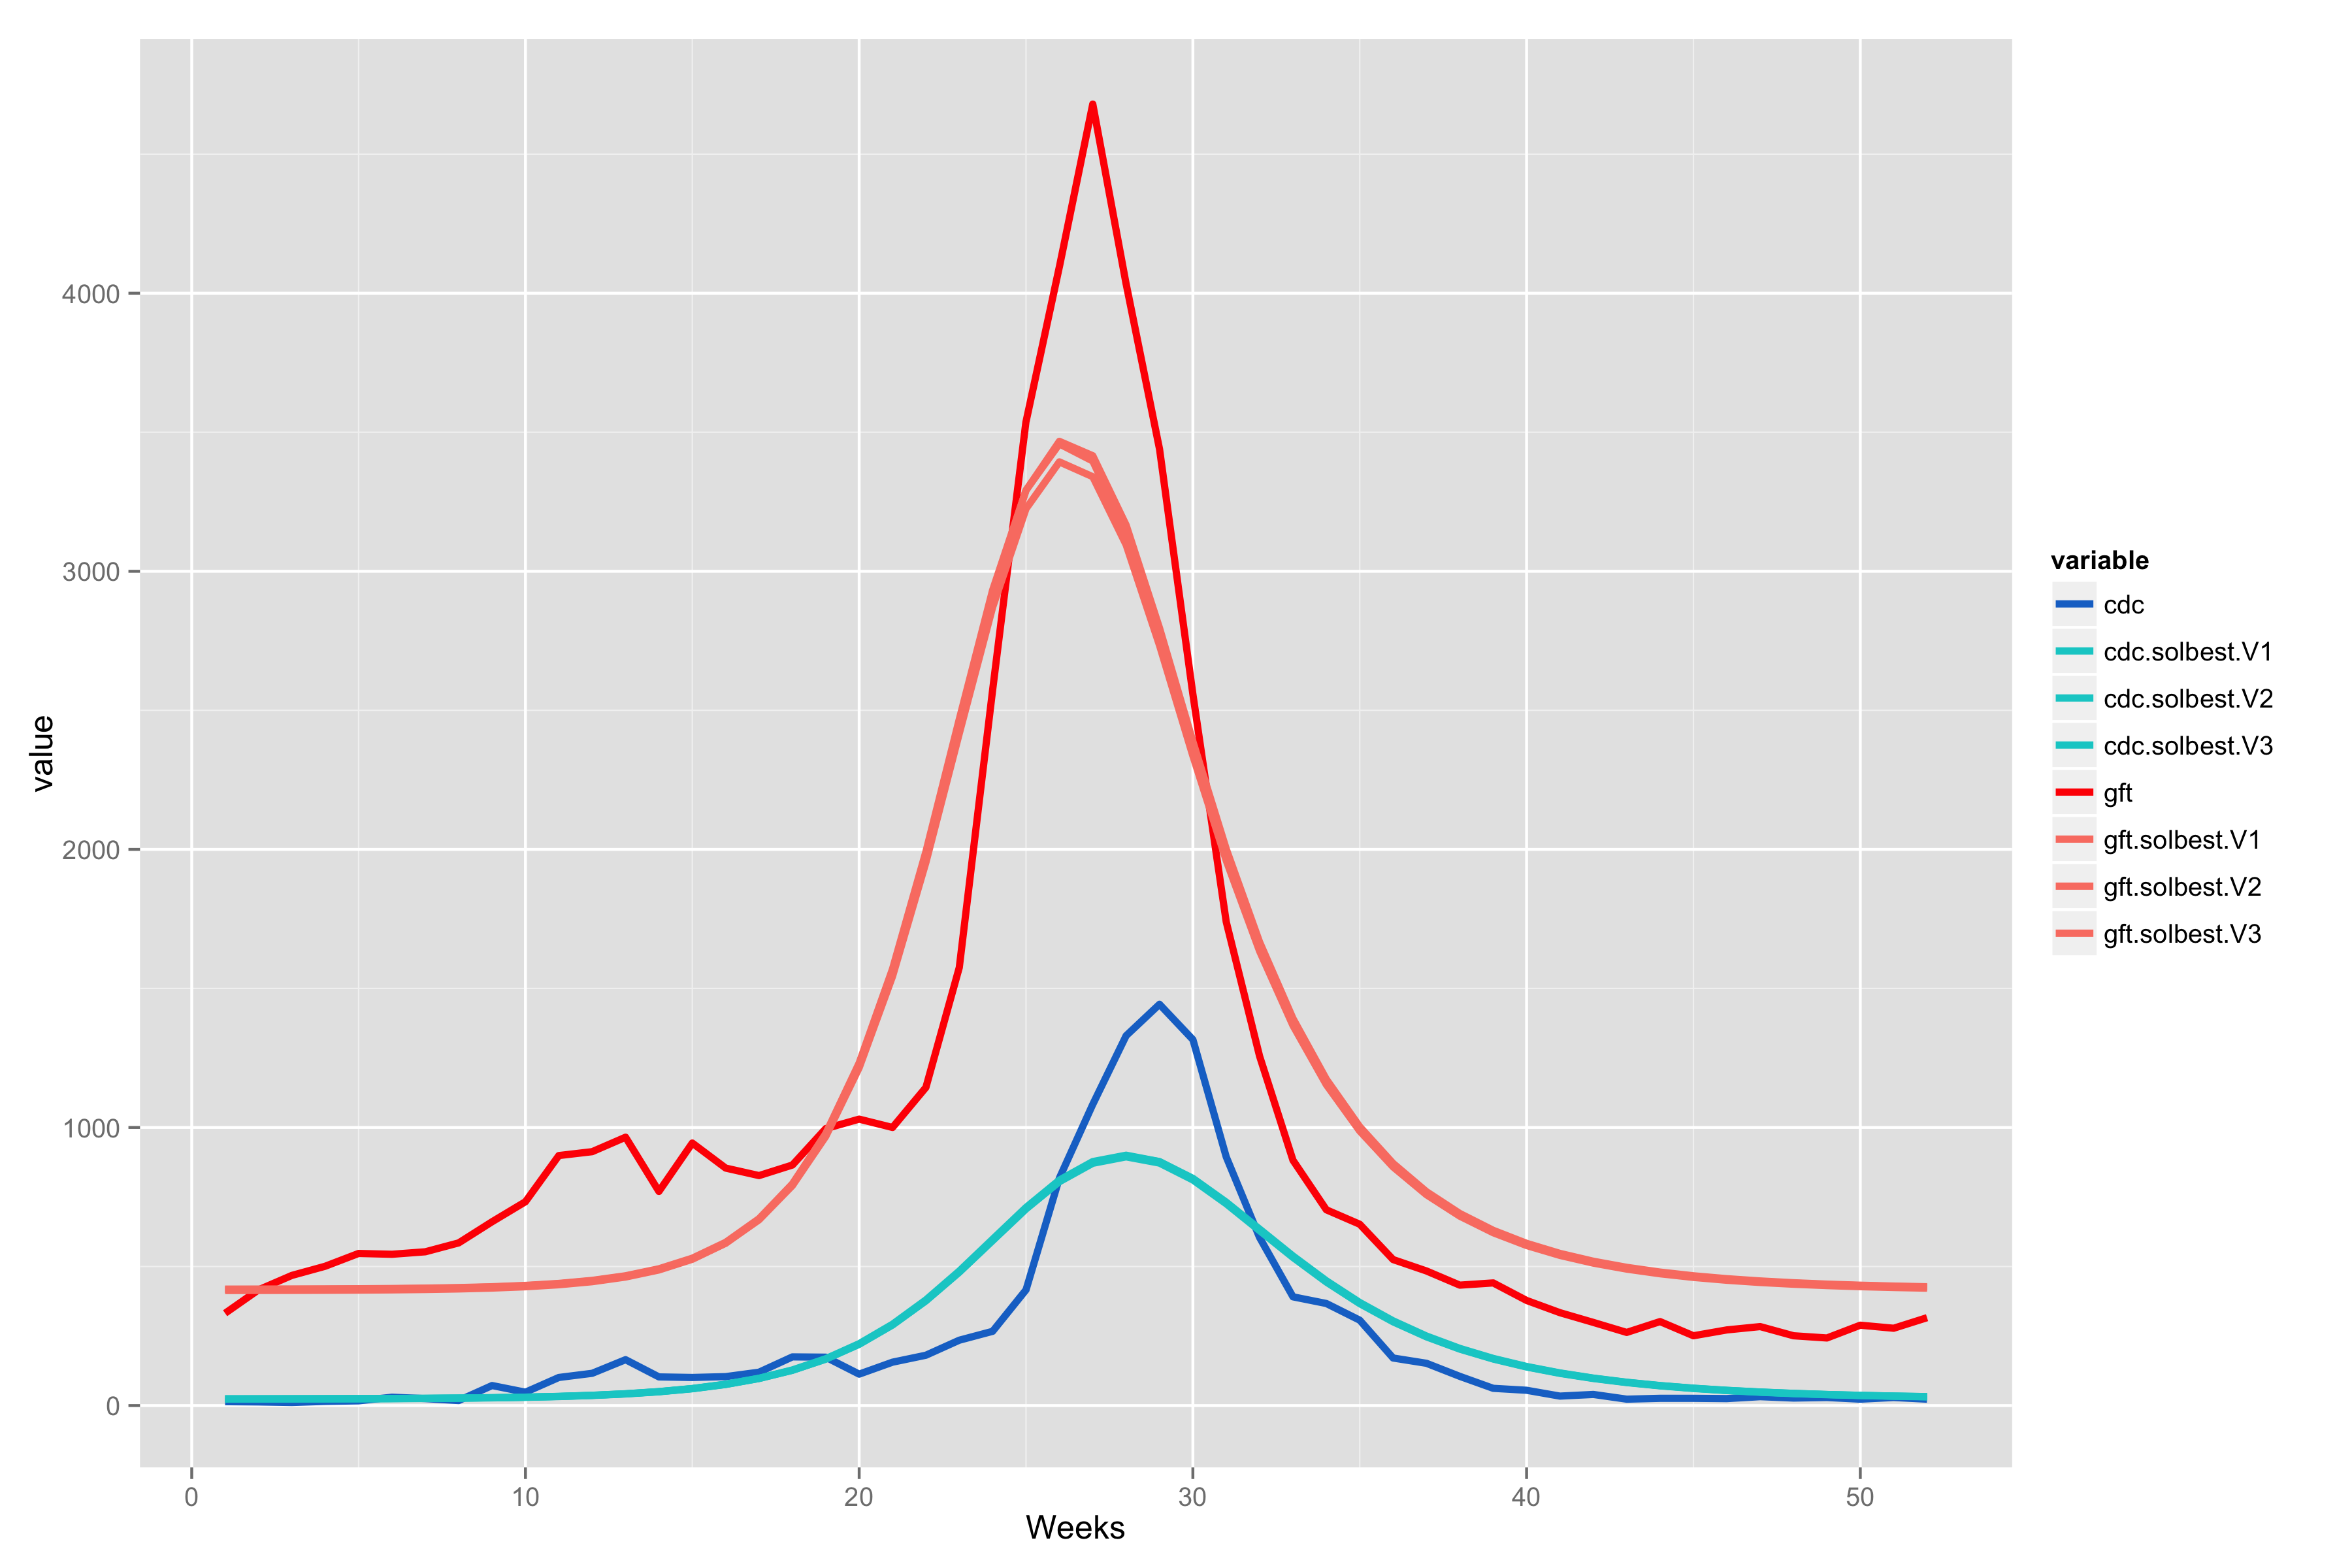 4000
3000
2000
1000
0
value
0 10 20 30 40 50
Weeks
variable
cdc
cdc.solbest.V1
cdc.solbest.V2
cdc.solbest.V3
gft
gft.solbest.V1
gft.solbest.V2
gft.solbest.V3